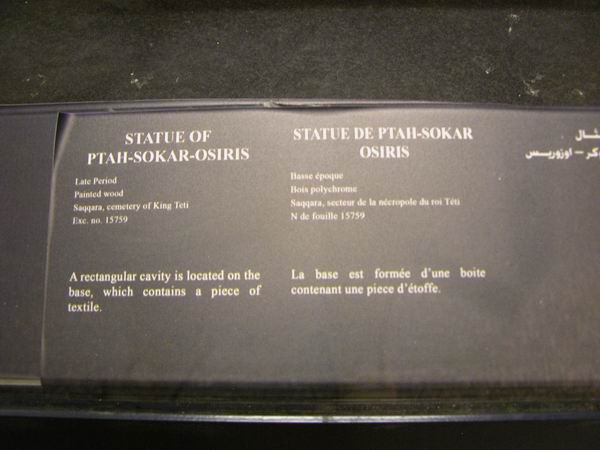 STATUE OF
PTAH-SOKAR-OSIRIS
Late Period
Painted wood
Saqqara, cemetery of King Teti
Exc. no. 15759
A rectangular cavity is located on the
base, which contains a piece of
textile.
STATUE DE PTAH-SOKAR
OSIRIS
Basse époque
Bois polychrome
Saqqara, secteur de la nécropole du roi Téti
N de fouille 15759
La base est formée d'une boite
contenant une piece d'étoffe.
أوزوريس